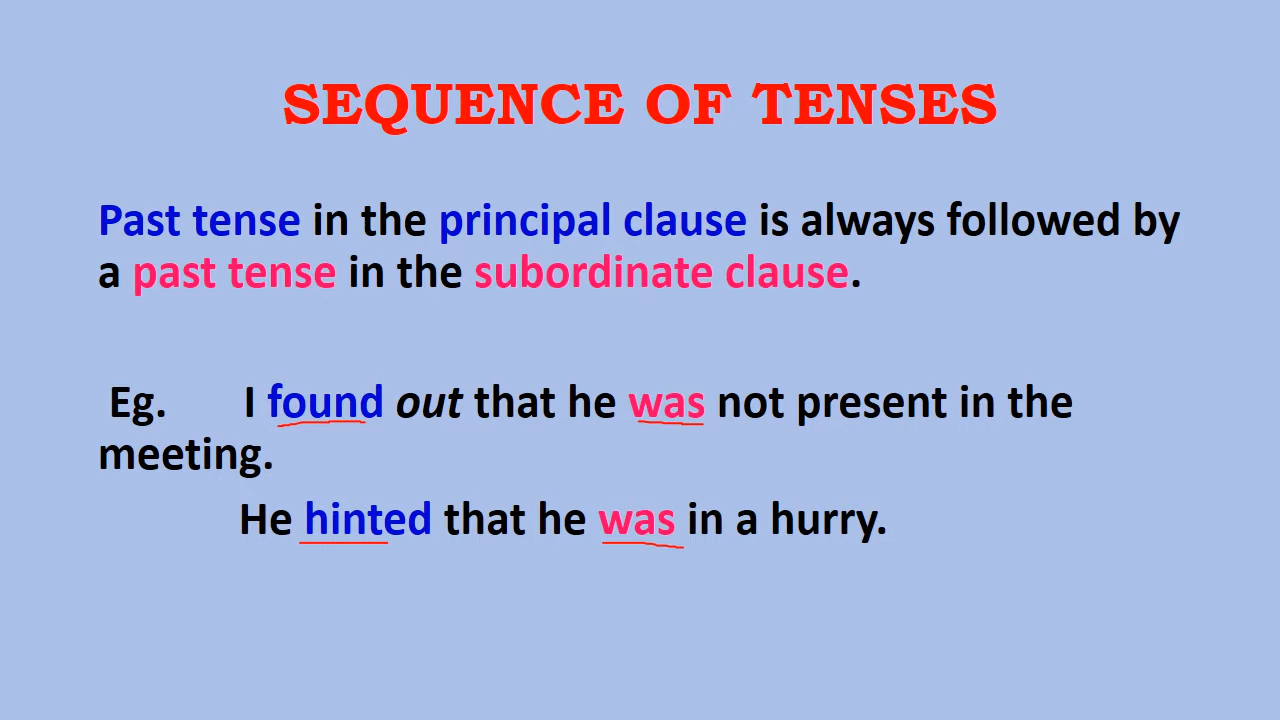 SEQUENCE OF TENSES
Past tense in the principal clause is always followed by
a past tense in the subordinate clause.
Eg. I found out that he was not present in the
meeting.
He hinted that he was in a hurry.